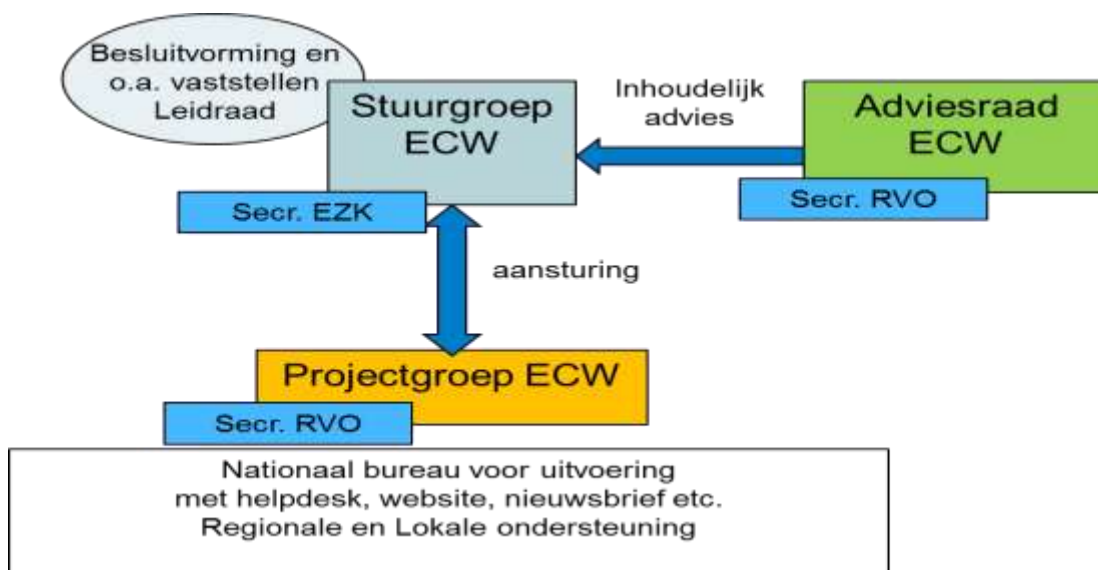 Besluitvorming en
o.a. vaststellen
Leidraad
Stuurgroep
ECW
Inhoudelijk
advies
Adviesraad
ECW
Secr. EZK
Secr. RVO
aansturing
Projectgroep ECW
Secr. RVO
Nationaal bureau voor uitvoering
met helpdesk, website, nieuwsbrief etc.
Regionale en Lokale ondersteuning